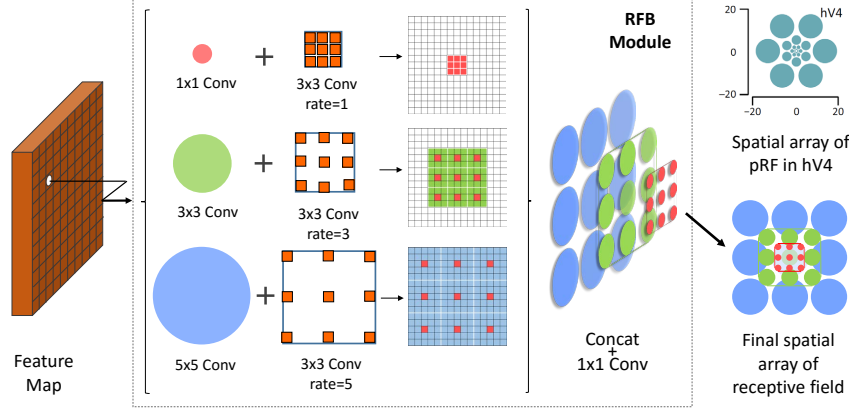 Feature
Map
1x1 Conv
+
3x3 Conv
rate=1
3x3 Conv
+
3x3 Conv
rate=3
5x5 Conv
+
3x3 Conv
rate=5
RFB
Module
Concat
+
1x1 Conv
hV4
20
0
−20
−20
0
20
Spatial array of
pRF in hV4
Final spatial
array of
receptive field